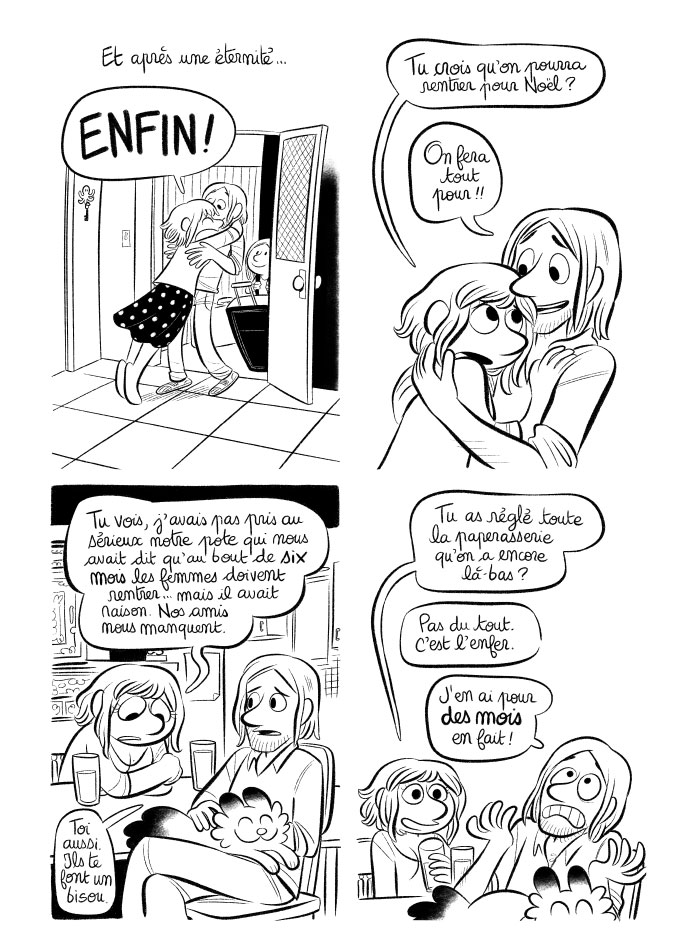 Et après une éternité...
ENFIN!
Tu crois qu'on pourra
rentrer pour Noël?
On fera
tout
pour!!
Tu vois, j'avais pas pris au
sérieux notre pote qui nous
avait dit qu'au bout de six
mois les femmes doivent
rentrer... mais il avait
raison. Nos amis
nous manquent.
Toi
aussi.
Ils te
font un
bisou.
Tu as réglé toute
la paperasserie
qu'on a encore
là-bas?
Pas du tout.
C'est l'enfer.
J'en ai pour
des mois
en fait!